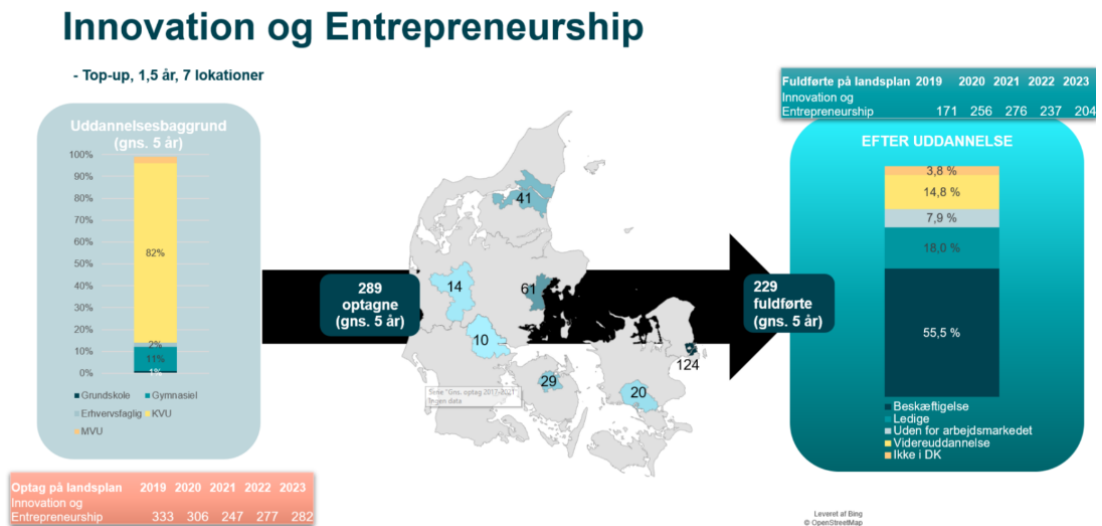 Innovation og Entrepreneurship
- Top-up, 1,5 år, 7 lokationer
Uddannelsesbaggrund
(gns. 5 år)
100%
90%
80%
70%
60%
50%
40%
30%
20%
10%
0%
82%
2%
11%
1%
Grundskole
Gymnasiel
Erhvervsfaglig
KVU
MVU
Optag på landsplan 2019 2020 2021 2022 2023
Innovation og
Entrepreneurship 333 306 247 277 282
289
optagne
(gns. 5 år)
41
14
61
10
29
20
124
Ingen data
229
fuldførte
(gns. 5 år)
Fuldførte på landsplan 2019 2020 2021 2022 2023
Innovation og
Entrepreneurship 171 256 276 237 204
EFTER UDDANNELSE
3,8 %
14,8 %
7,9 %
18,0 %
55,5 %
Beskæftigelse
Ledige
Uden for arbejdsmarkedet
Videreuddannelse
Ikke i DK
Leveret af Bing
© OpenStreetMap